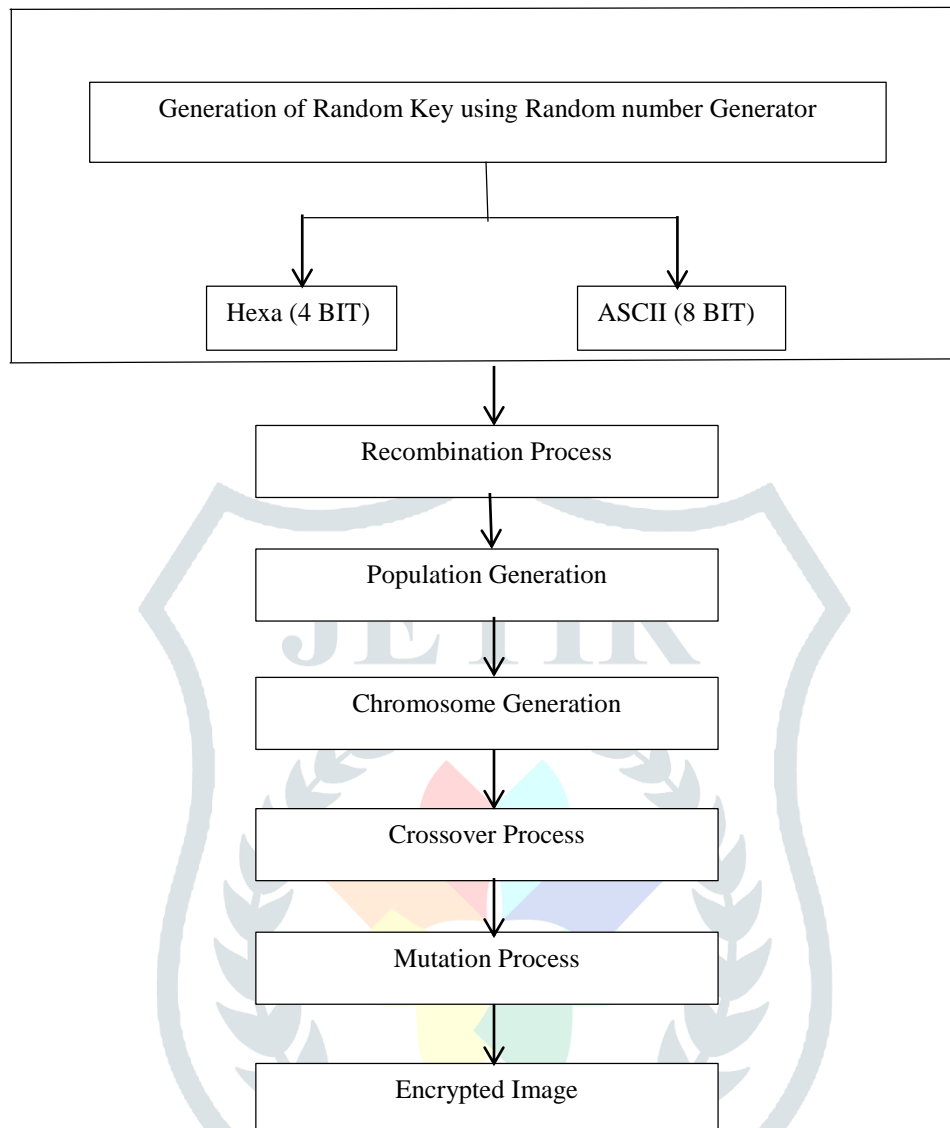 Generation of Random Key using Random number Generator
Hexa (4 BIT)
ASCII (8 BIT)
Recombination Process
Population Generation
JETIR
Chromosome Generation
Crossover Process
Mutation Process
Encrypted Image